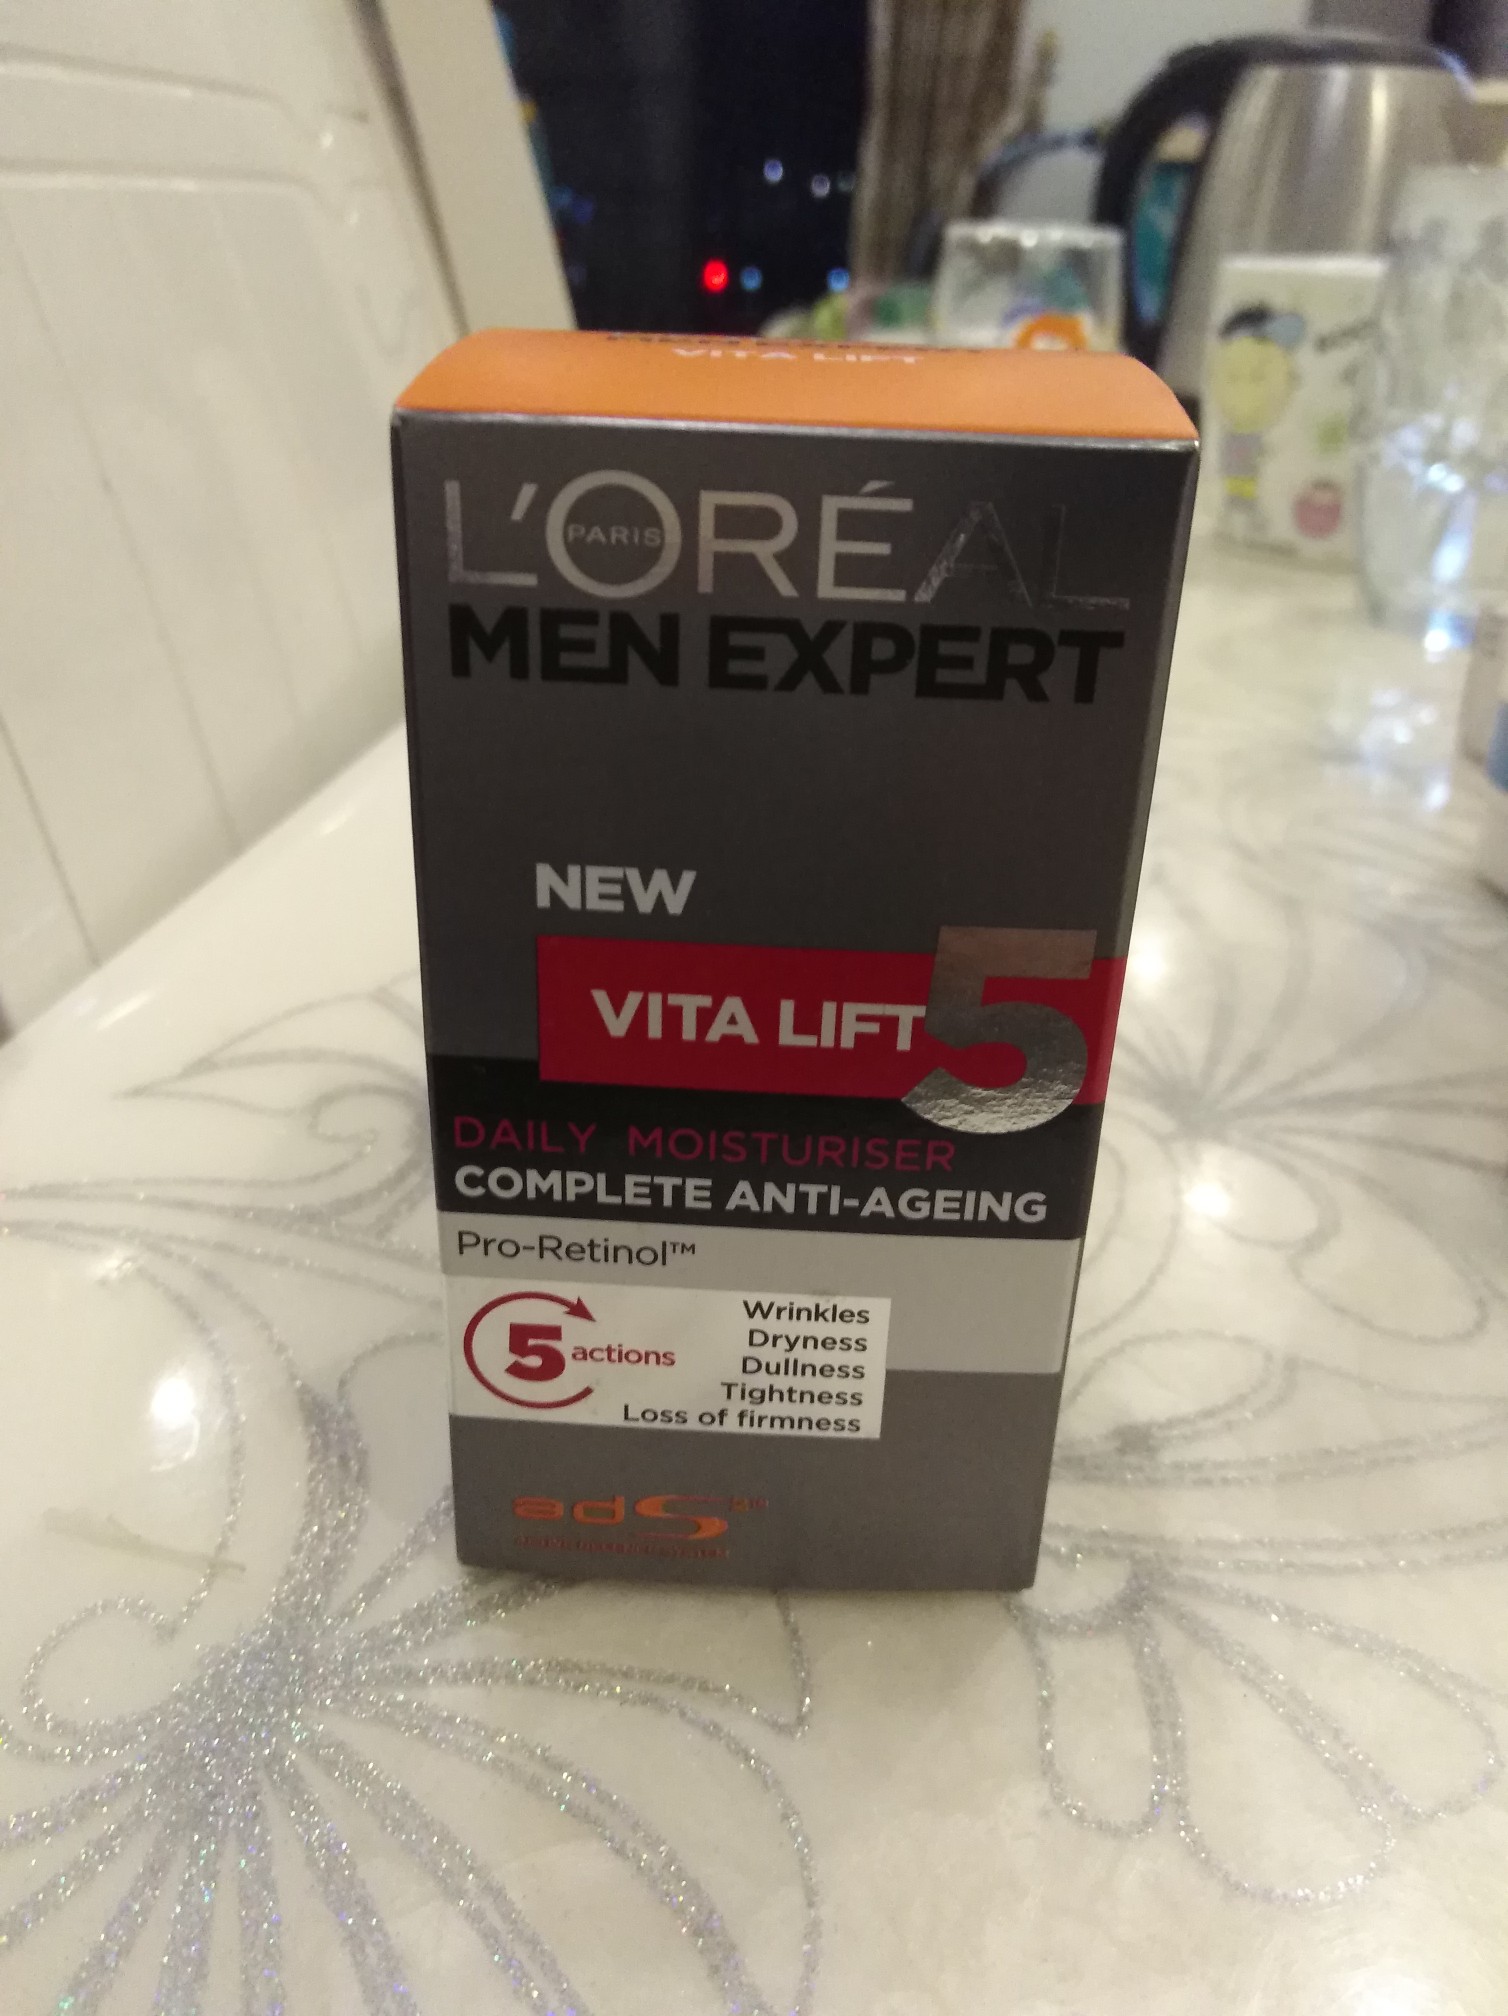 VITA LIFT
L'ORÉAL
PARIS
MEN EXPERT
NEW
VITA LIFT 5
DAILY MOISTURISER
COMPLETE ANTI-AGEING
Pro-Retinol™
5 actions
Wrinkles
Dryness
Dullness
Tightness
Loss of firmness
adS